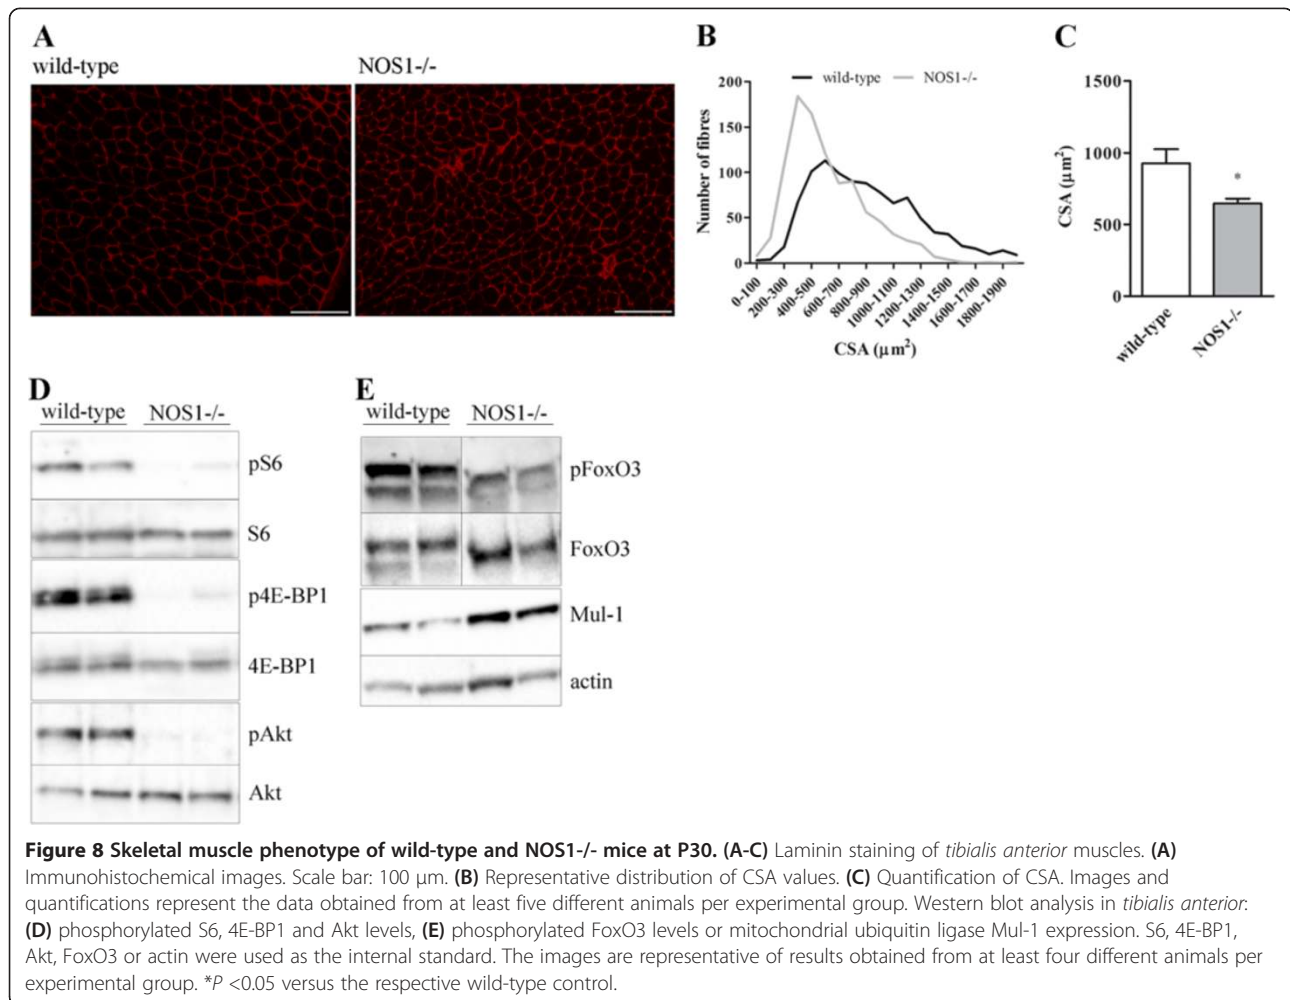 A
wild-type
NOS1-/-
B
wild-type
NOS1-/-
200
150
100
50
0
Number of fibres
0-100
200-300
400-500
600-700
800-900
1000-1100
1200-1300
1400-1500
1600-1700
1800-1900
CSA (μm²)
C
1500
1000
500
0
CSA (μm²)
*
wild-type
NOS1-/-
D
wild-type NOS1-/-
pS6
S6
p4E-BP1
4E-BP1
pAkt
Akt
E
wild-type NOS1-/-
pFoxO3
FoxO3
Mul-1
actin
Figure 8 Skeletal muscle phenotype of wild-type and NOS1-/- mice at P30. (A-C) Laminin staining of tibialis anterior muscles. (A)
Immunohistochemical images. Scale bar: 100 μm. (B) Representative distribution of CSA values. (C) Quantification of CSA. Images and
quantifications represent the data obtained from at least five different animals per experimental group. Western blot analysis in tibialis anterior:
(D) phosphorylated S6, 4E-BP1 and Akt levels, (E) phosphorylated FoxO3 levels or mitochondrial ubiquitin ligase Mul-1 expression. S6, 4E-BP1,
Akt, FoxO3 or actin were used as the internal standard. The images are representative of results obtained from at least four different animals per
experimental group. *P <0.05 versus the respective wild-type control.